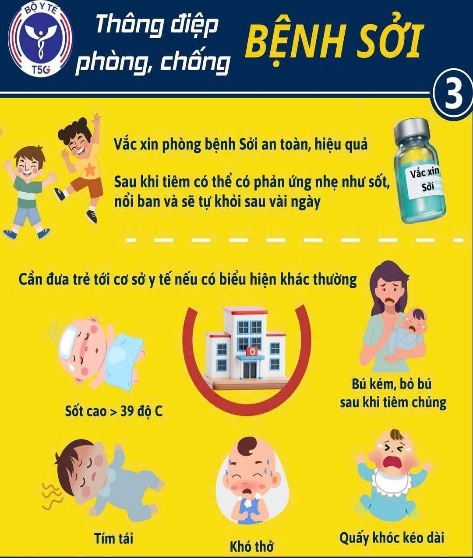 BỘ Y TẾ
T5G
Thông điệp
phòng, chống
BỆNH SỞI
3
Vắc xin phòng bệnh Sởi an toàn, hiệu quả
Sau khi tiêm có thể có phản ứng nhẹ như sốt,
nổi ban và sẽ tự khỏi sau vài ngày
Vắc xin
Sởi
Cần đưa trẻ tới cơ sở y tế nếu có biểu hiện khác thường
Sốt cao > 39 độ C
Bú kém, bỏ bú
sau khi tiêm chủng
Tím tái
Khó thở
Quấy khóc kéo dài